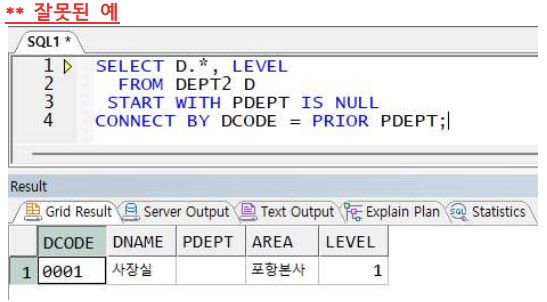 ** 잘못된 예
SQL1 *
1 SELECT D.*, LEVEL
2 FROM DEPT2 D
3 START WITH PDEPT IS NULL
4 CONNECT BY DCODE = PRIOR PDEPT;
Result
Grid Result Server Output Text Output Explain Plan Statistics
DCODE DNAME PDEPT AREA LEVEL
1 0001 사장실 포항본사 1